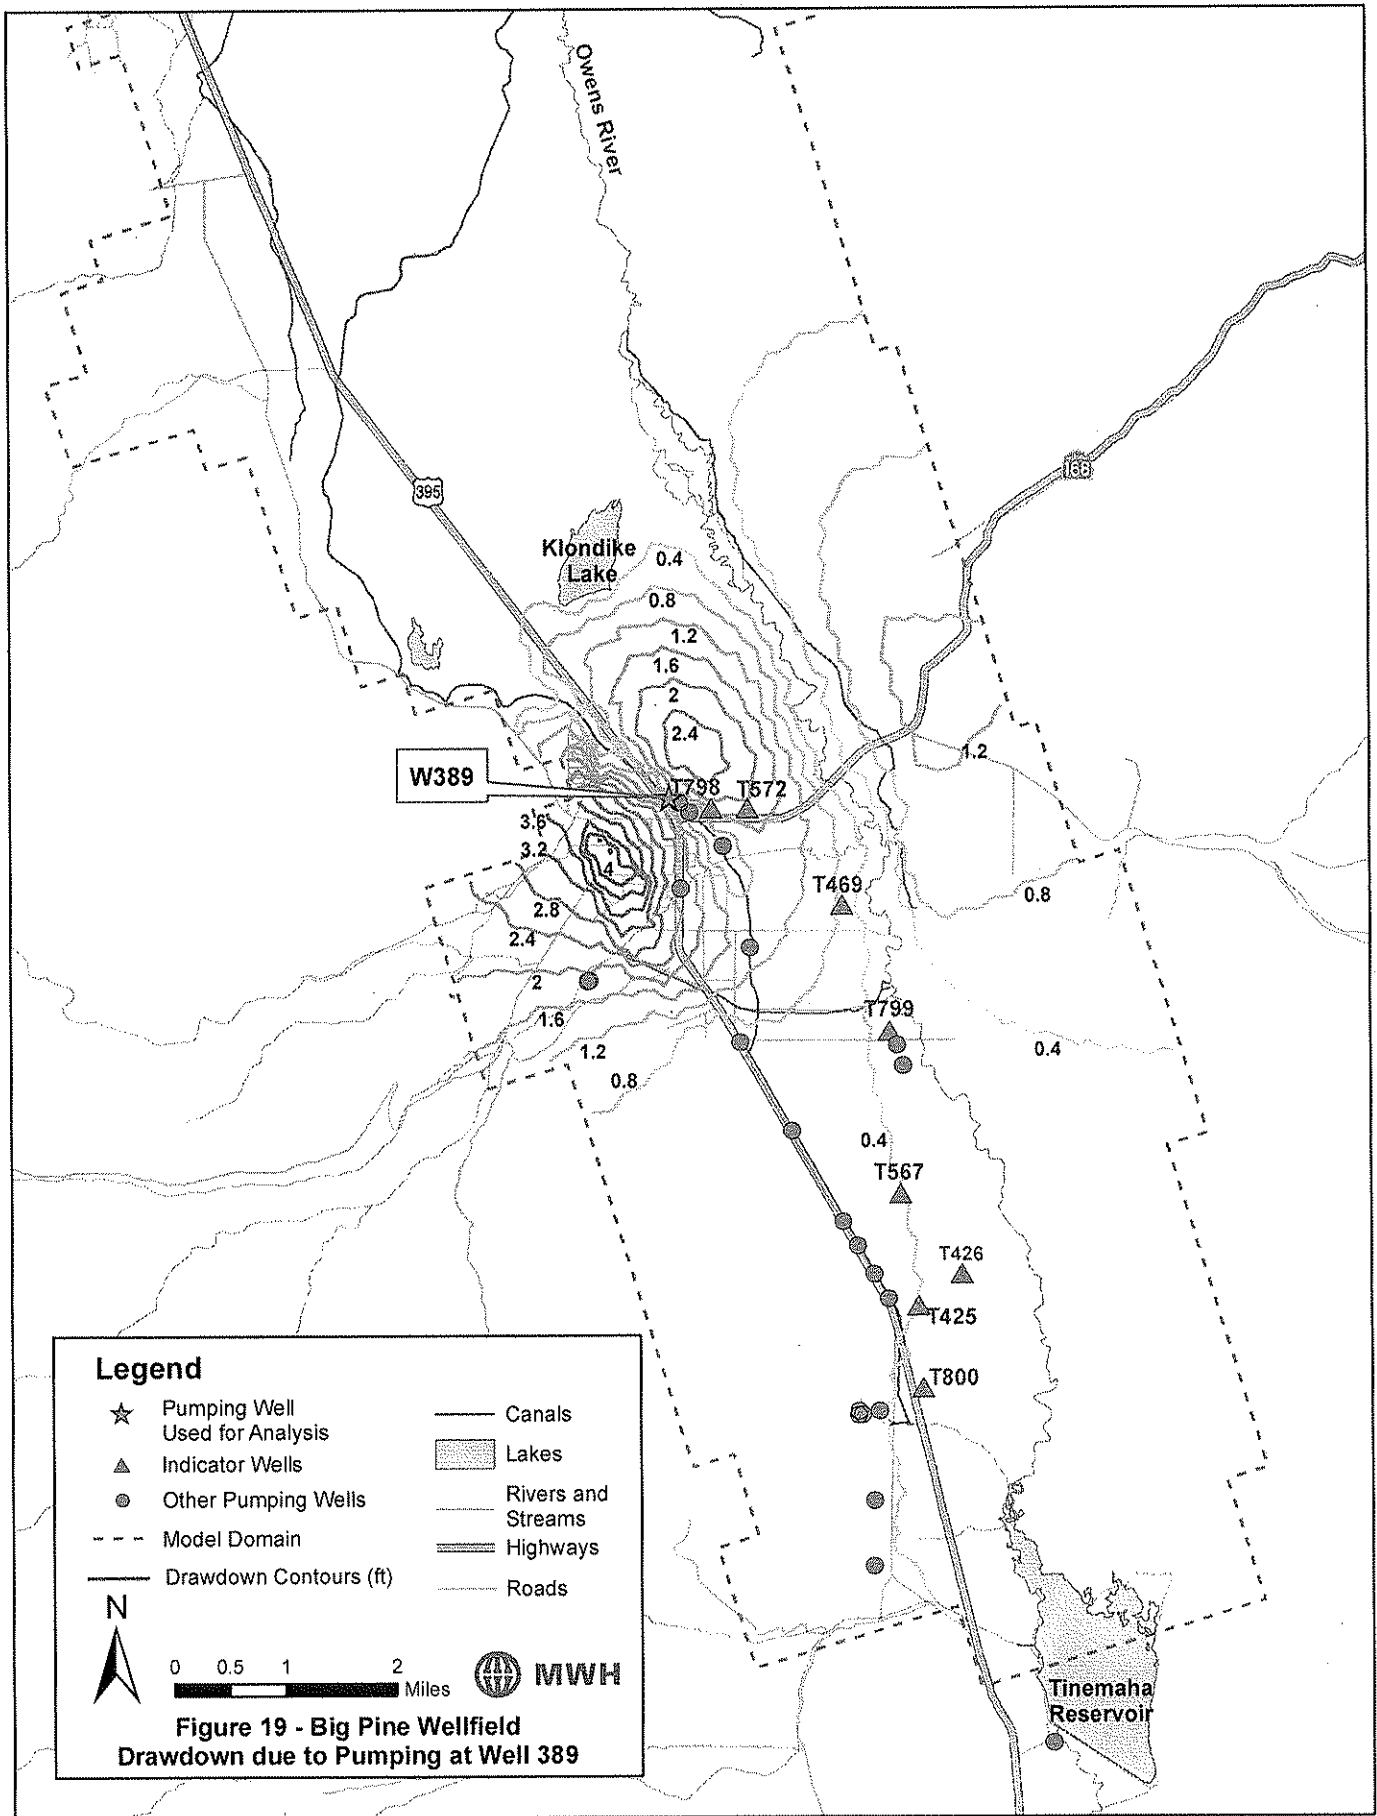 Owens River
168
395
Klondike
Lake
0.4
0.8
1.2
1.6
2
2.4
1.2
W389
T798
T572
3.6
3.2
4
T469
0.8
2.8
2.4
2
T799
1.6
1.2
0.4
0.8
0.4
T567
T426
T425
T800
Legend
Pumping Well
Used for Analysis
Indicator Wells
Other Pumping Wells
Model Domain
Drawdown Contours (ft)
Canals
Lakes
Rivers and
Streams
Highways
Roads
N
0 0.5 1 2
Miles
MWH
Figure 19 - Big Pine Wellfield
Drawdown due to Pumping at Well 389
Tinemaha
Reservoir